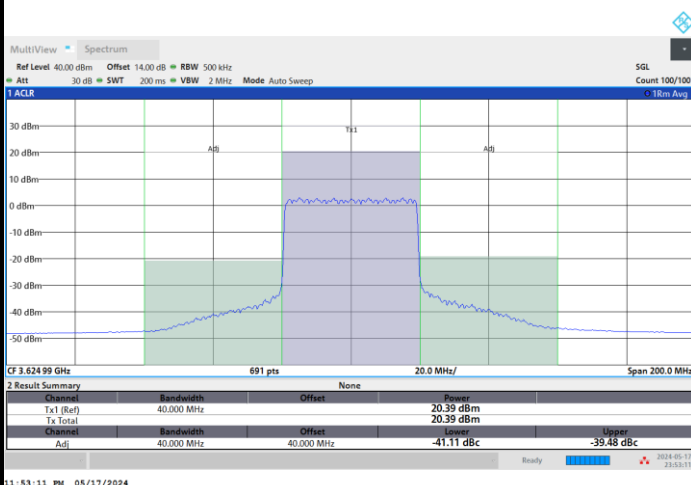 MultiView Spectrum
Ref Level 40.00 dBm Offset 14.00 dB RBW 500 kHz SGL
Att 30 dB SWT 200 ms VBW 2 MHz Mode Auto Sweep Count 100/100
1 ACLR 1Rm Avg
Tx1
Adj Adj
30 dBm
20 dBm
10 dBm
0 dBm
-10 dBm
-20 dBm
-30 dBm
-40 dBm
-50 dBm
CF 3.624 99 GHz 691 pts 20.0 MHz/ Span 200.0 MHz
2 Result Summary None
Channel Bandwidth Offset Power
Tx1 (Ref) 40.000 MHz 20.39 dBm
Tx Total 20.39 dBm
Channel Bandwidth Offset Lower Upper
Adj 40.000 MHz 40.000 MHz -41.11 dBc -39.48 dBc
Ready 2024-05-17
23:53:11
11:53:11 PM 05/17/2024